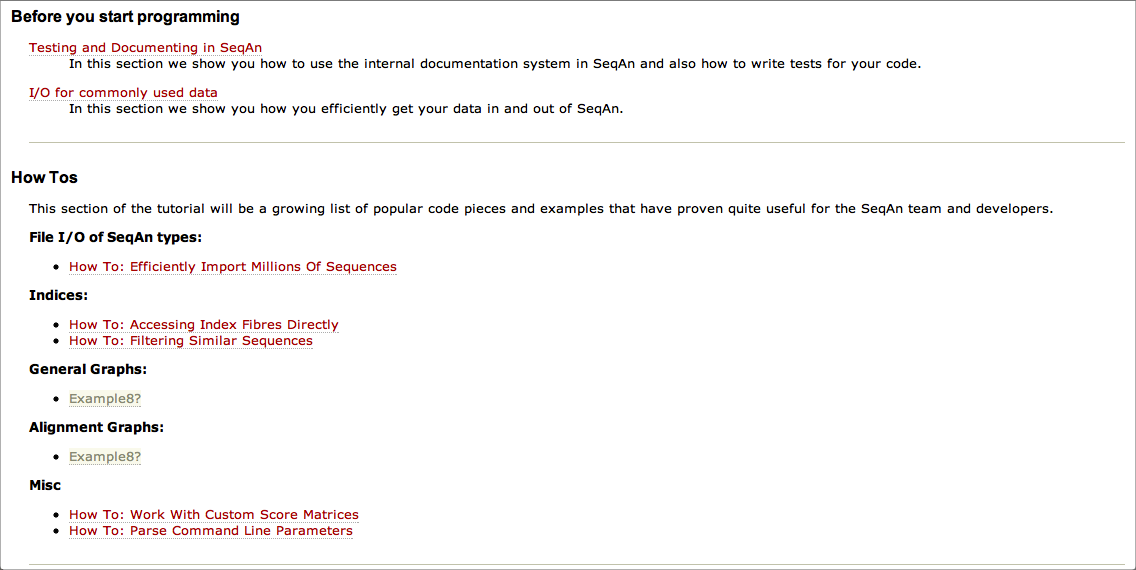 Before you start programming
Testing and Documenting in SeqAn
In this section we show you how to use the internal documentation system in SeqAn and also how to write tests for your code.
I/O for commonly used data
In this section we show you how you efficiently get your data in and out of SeqAn.
How Tos
This section of the tutorial will be a growing list of popular code pieces and examples that have proven quite useful for the SeqAn team and developers.
File I/O of SeqAn types:
• How To: Efficiently Import Millions Of Sequences
Indices:
• How To: Accessing Index Fibres Directly
• How To: Filtering Similar Sequences
General Graphs:
• Example8?
Alignment Graphs:
• Example8?
Misc
• How To: Work With Custom Score Matrices
• How To: Parse Command Line Parameters